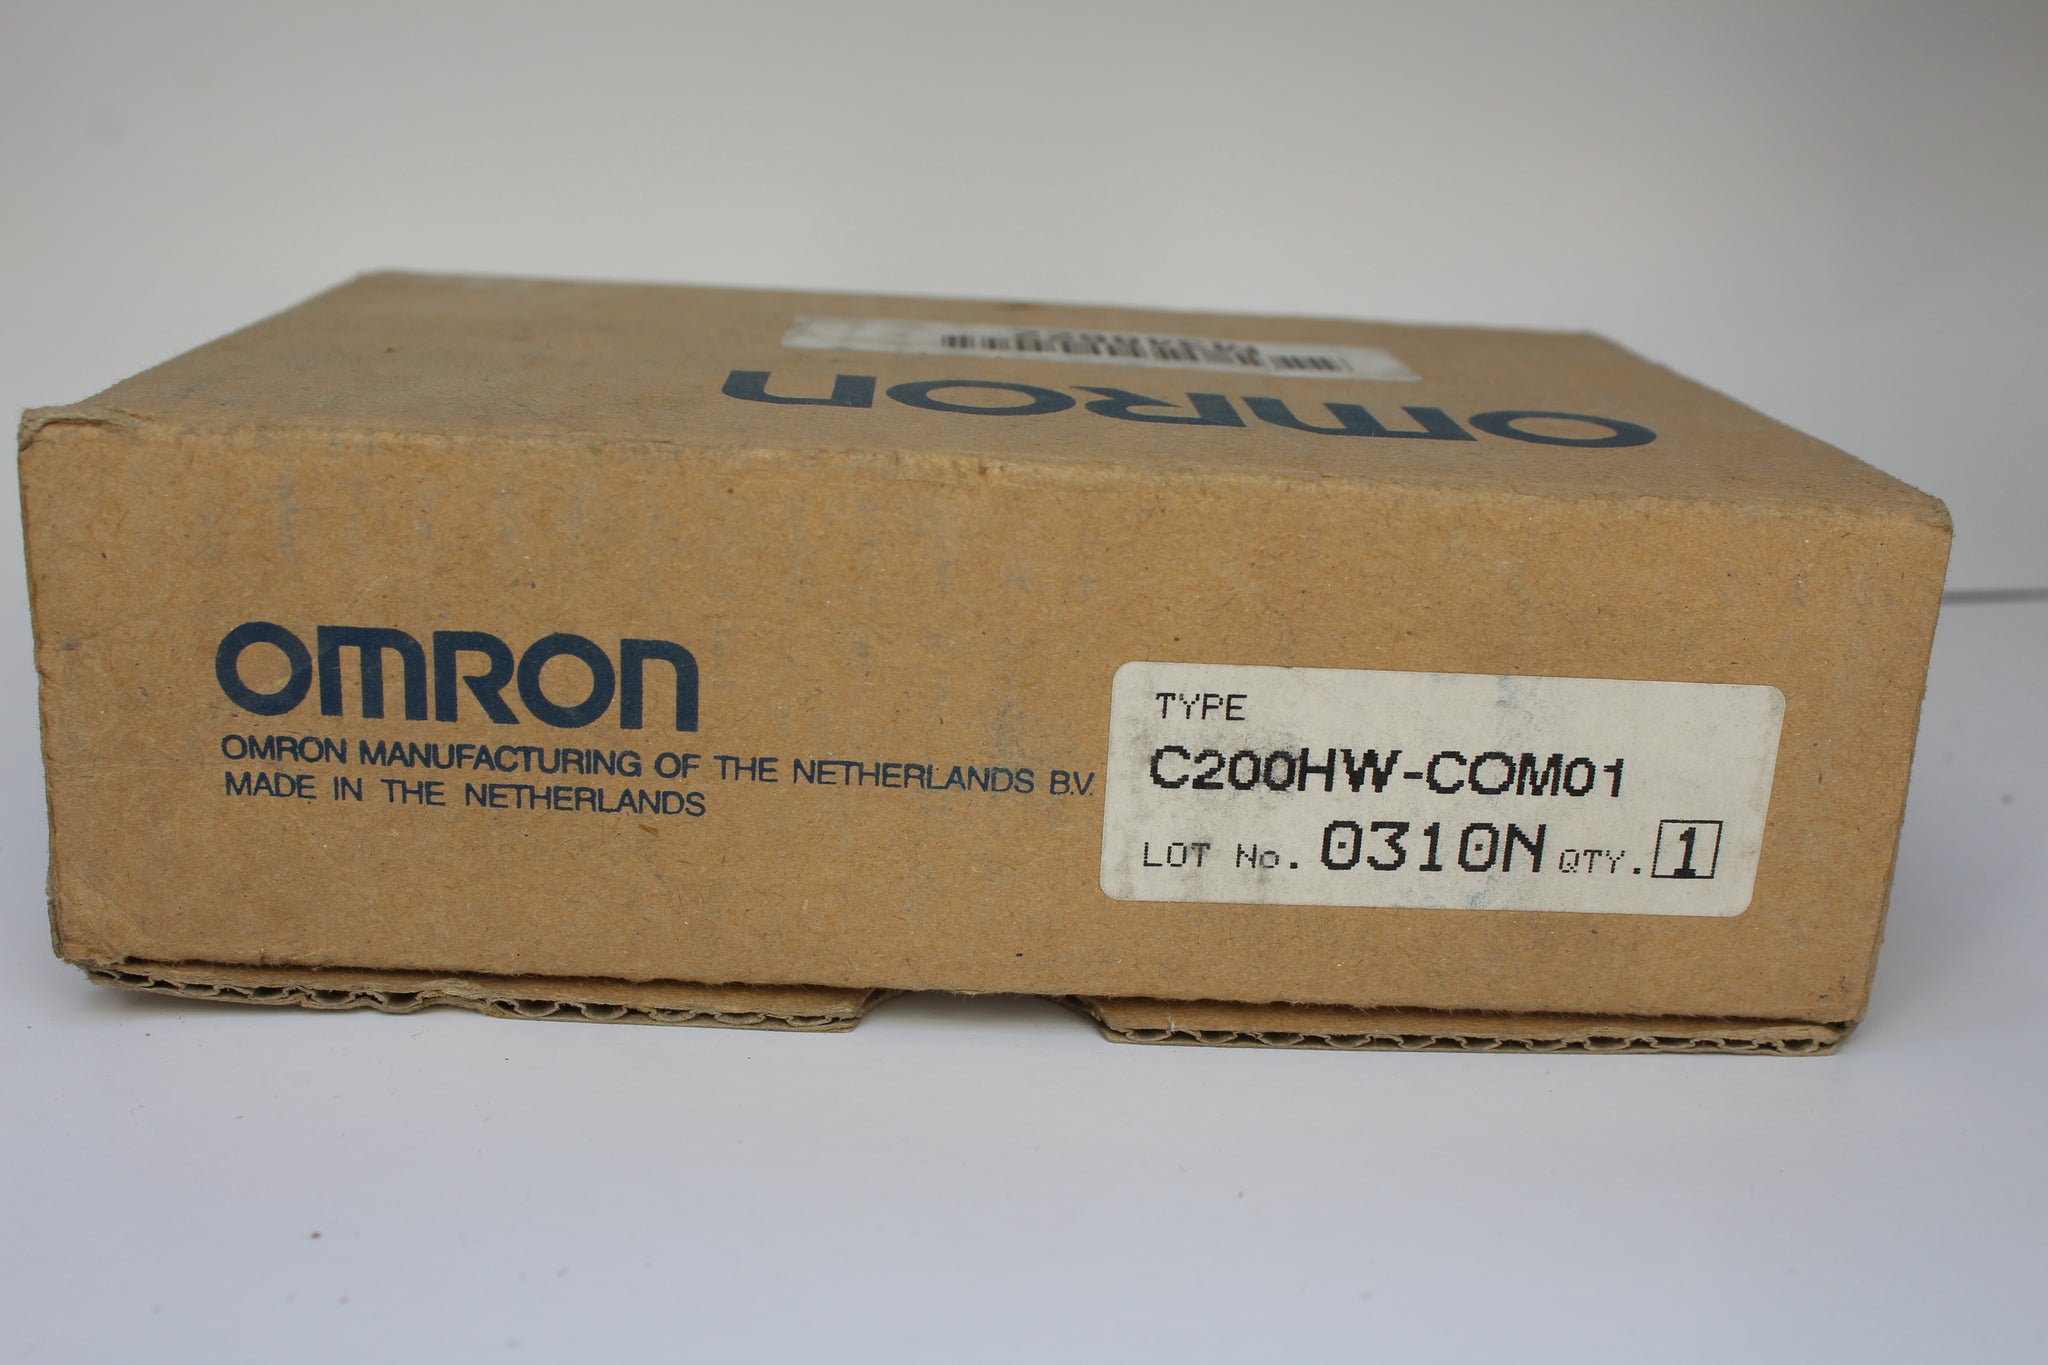 OMRON
OMRON
OMRON MANUFACTURING OF THE NETHERLANDS B.V.
MADE IN THE NETHERLANDS
TYPE
C200HW-COM01
LOT No. 0310N QTY. 1